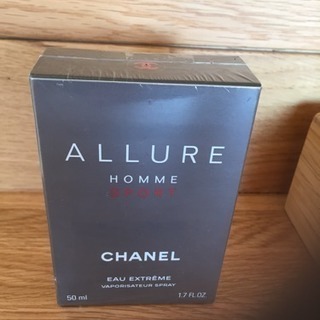 ALLURE
HOMME
SPORT
CHANEL
EAU EXTRÊME
VAPORISATEUR SPRAY
50 ml 1.7 FL.OZ.